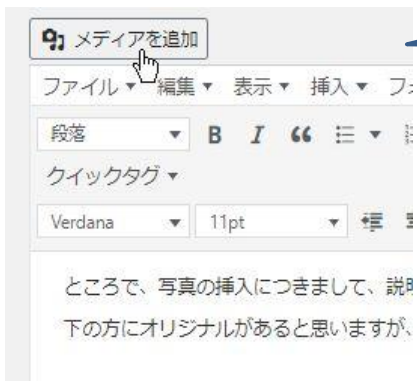 メディアを追加
ファイル 編集 表示 挿入
段落 B I
クイックタグ
Verdana 11pt
ところで、写真の挿入につきまして、説明
下の方にオリジナルがあると思いますが、